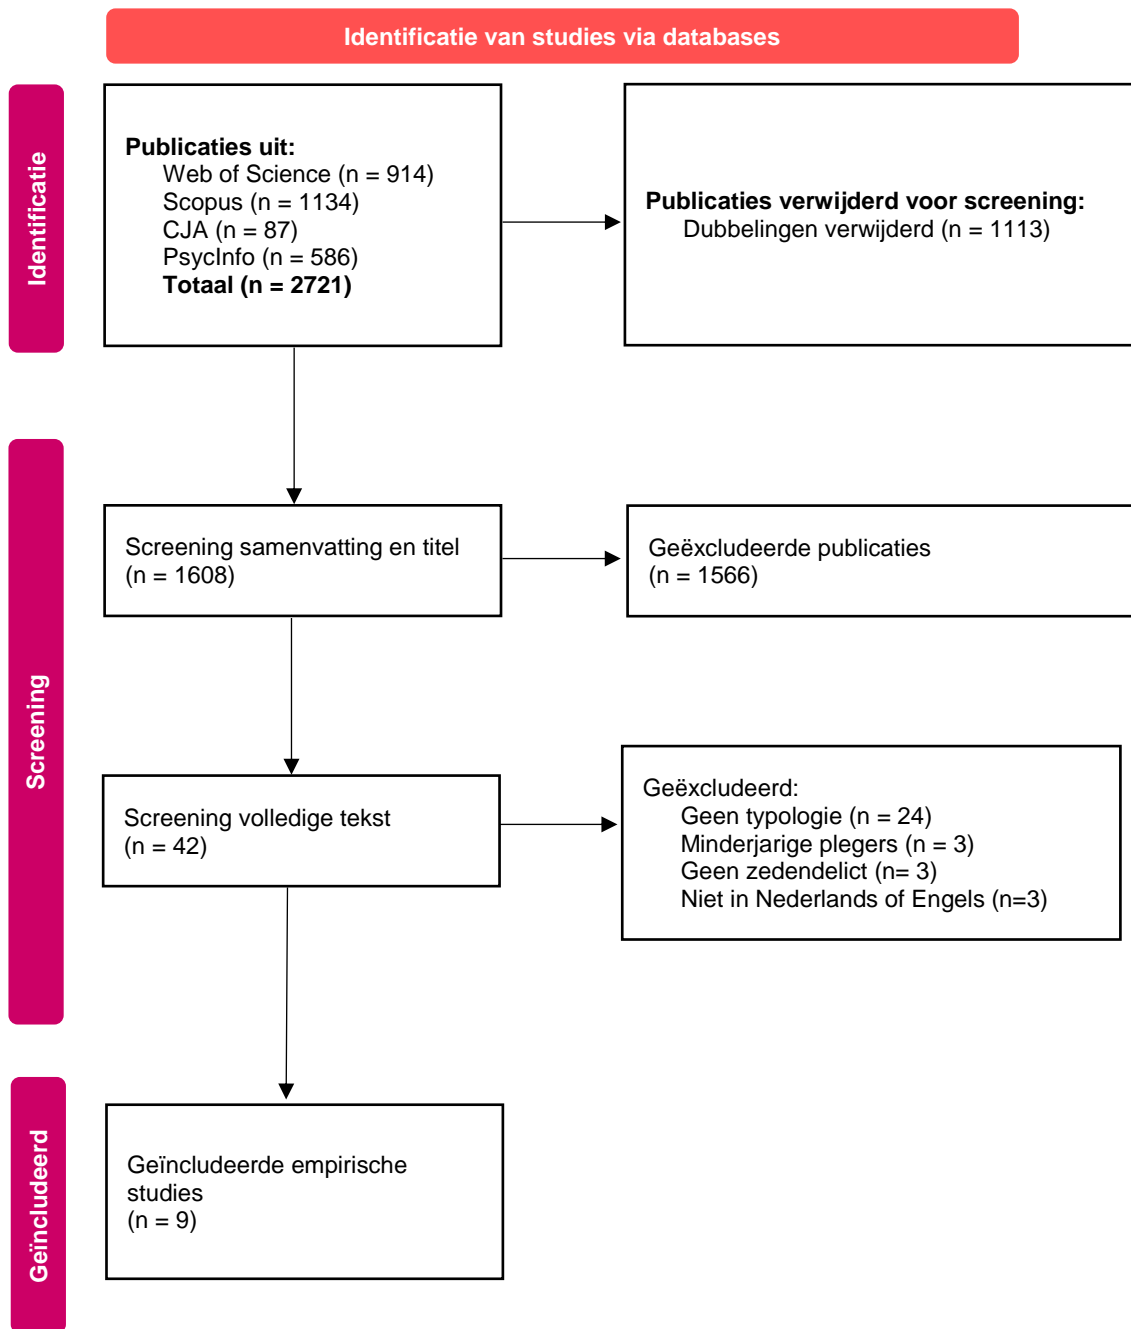 Identificatie van studies via databases
Identificatie
Publicaties uit:
Web of Science (n = 914)
Scopus (n = 1134)
CJA (n = 87)
PsycInfo (n = 586)
Totaal (n = 2721)
Publicaties verwijderd voor screening:
Dubbelingen verwijderd (n = 1113)
Screening
Screening samenvatting en titel
(n = 1608)
Geëxcludeerde publicaties
(n = 1566)
Screening volledige tekst
(n = 42)
Geëxcludeerd:
Geen typologie (n = 24)
Minderjarige plegers (n = 3)
Geen zedendelict (n= 3)
Niet in Nederlands of Engels (n=3)
Geïncludeerd
Geïncludeerde empirische
studies
(n = 9)